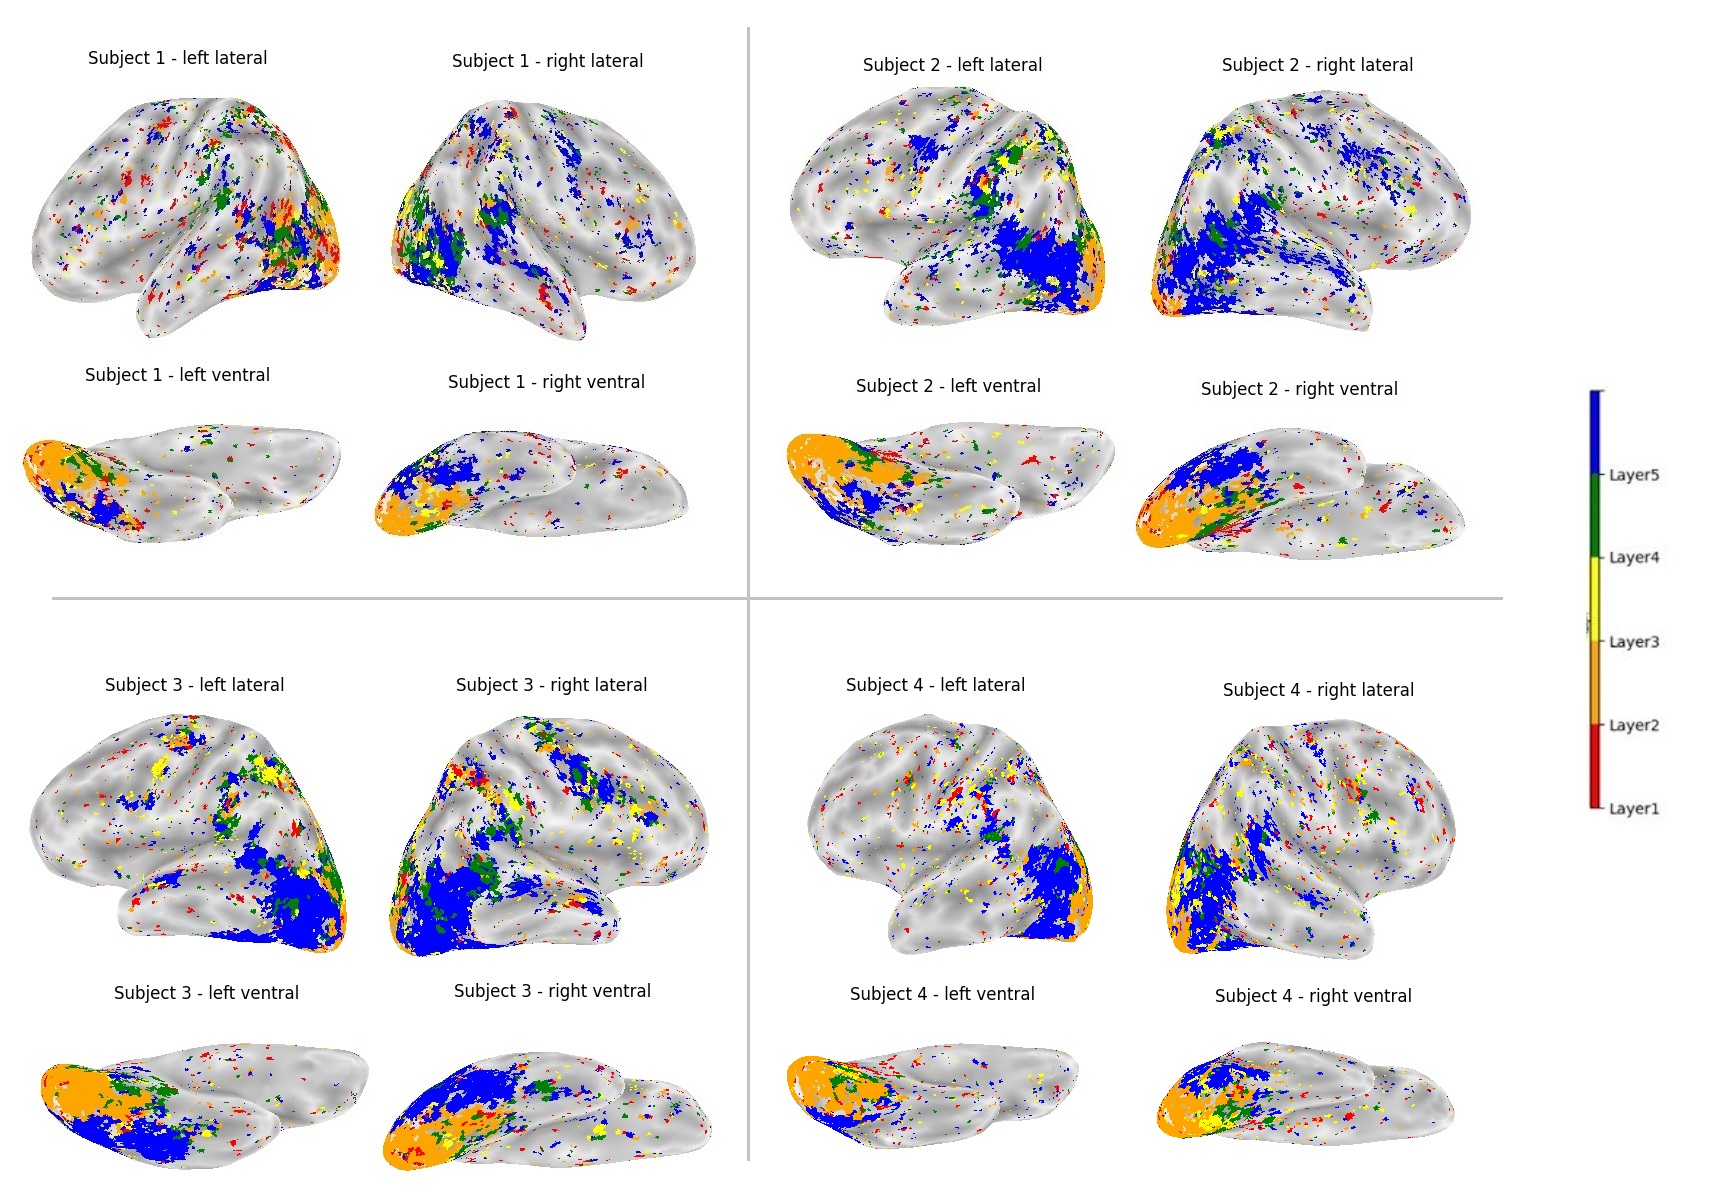 Subject 1 - left lateral
Subject 1 - right lateral
Subject 2 - left lateral
Subject 2 - right lateral
Subject 1 - left ventral
Subject 1 - right ventral
Subject 2 - left ventral
Subject 2 - right ventral
Layer5
Layer4
Layer3
Layer2
Layer1
Subject 3 - left lateral
Subject 3 - right lateral
Subject 4 - left lateral
Subject 4 - right lateral
Subject 3 - left ventral
Subject 3 - right ventral
Subject 4 - left ventral
Subject 4 - right ventral